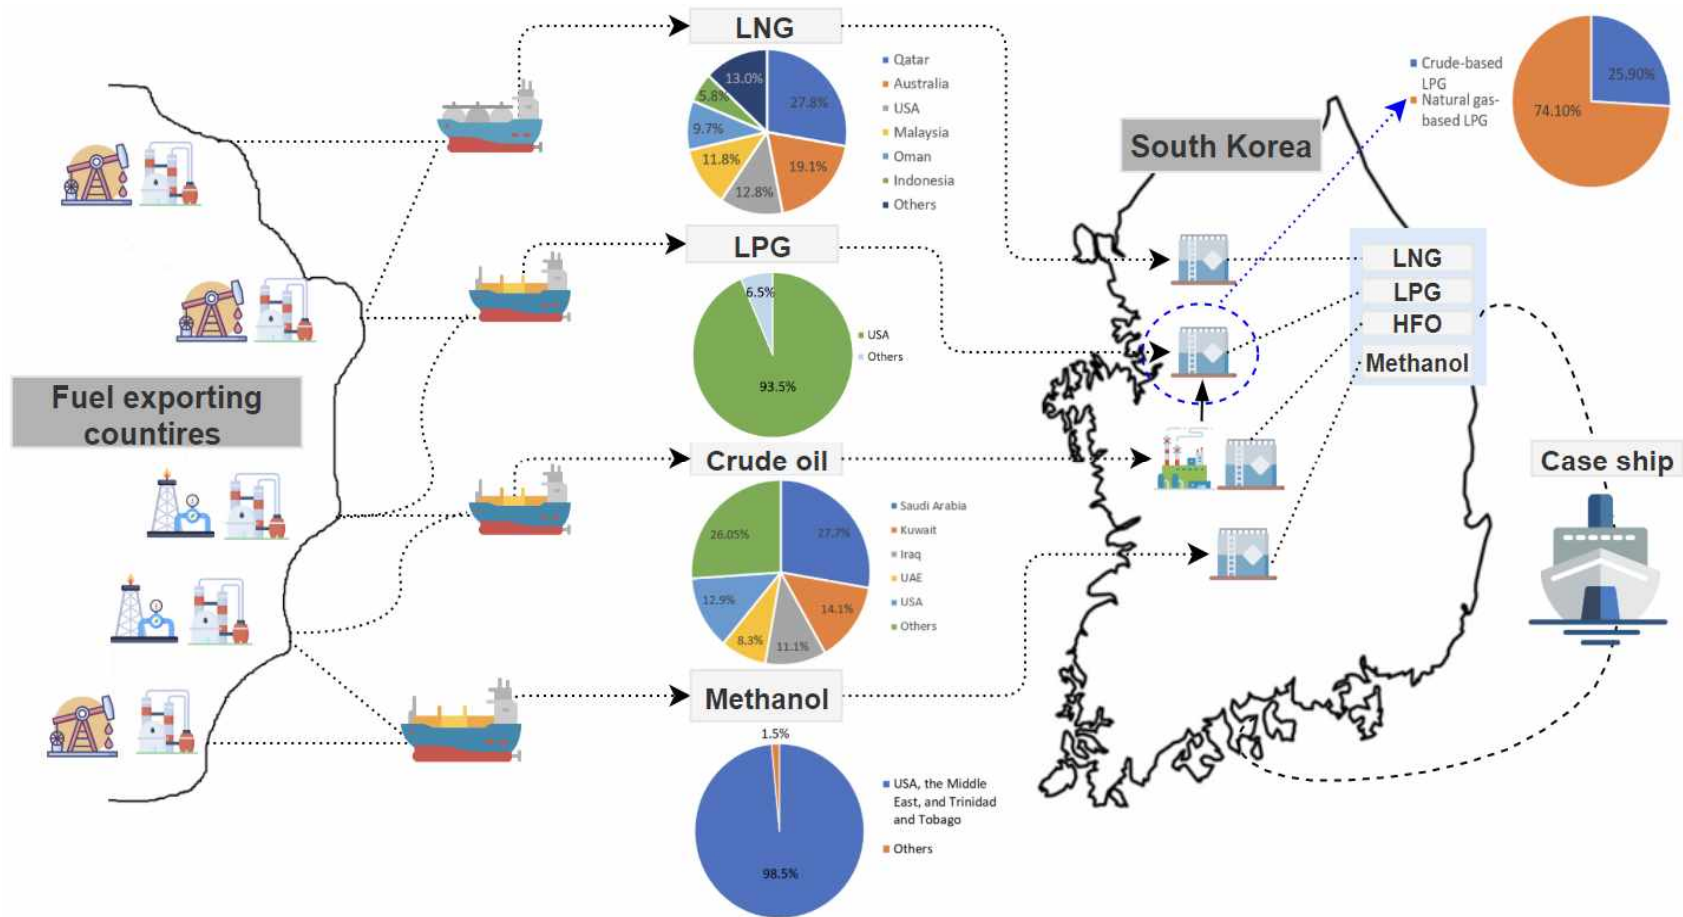 LNG
Qatar
Australia
USA
Malaysia
Oman
Indonesia
Others
27.8%
19.1%
12.8%
11.8%
9.7%
5.8%
13.0%
Crude-based
LPG
Natural gas-
based LPG
25.90%
74.10%
South Korea
LPG
6.5%
93.5%
USA
Others
LNG
LPG
HFO
Methanol
Fuel exporting
countires
Crude oil
Saudi Arabia
Kuwait
Iraq
UAE
USA
Others
27.7%
14.1%
11.1%
8.3%
12.9%
26.05%
Case ship
Methanol
1.5%
98.5%
USA, the Middle
East, and Trinidad
and Tobago
Others